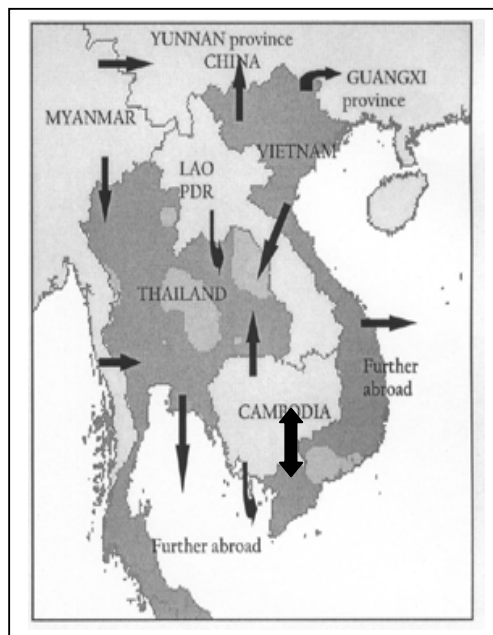 YUNNAN province
CHINA
GUANGXI
province
MYANMAR
VIETNAM
LAO
PDR
THAILAND
Further
abroad
CAMBODIA
Further abroad